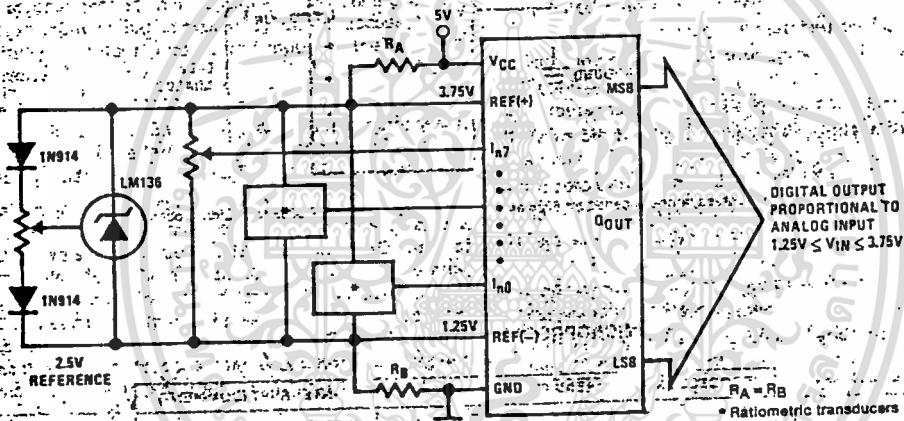 5V
RA
VCC
MSB
3.75V
REF(+)
1N914
In7
LM136
*
QOUT
DIGITAL OUTPUT
PROPORTIONAL TO
ANALOG INPUT
1.25V ≤ VIN ≤ 3.75V
*
1N914
In0
1.25V
REF(−)
2.5V
REFERENCE
LSB
RB
GND
RA = RB
* Ratiometric transducers